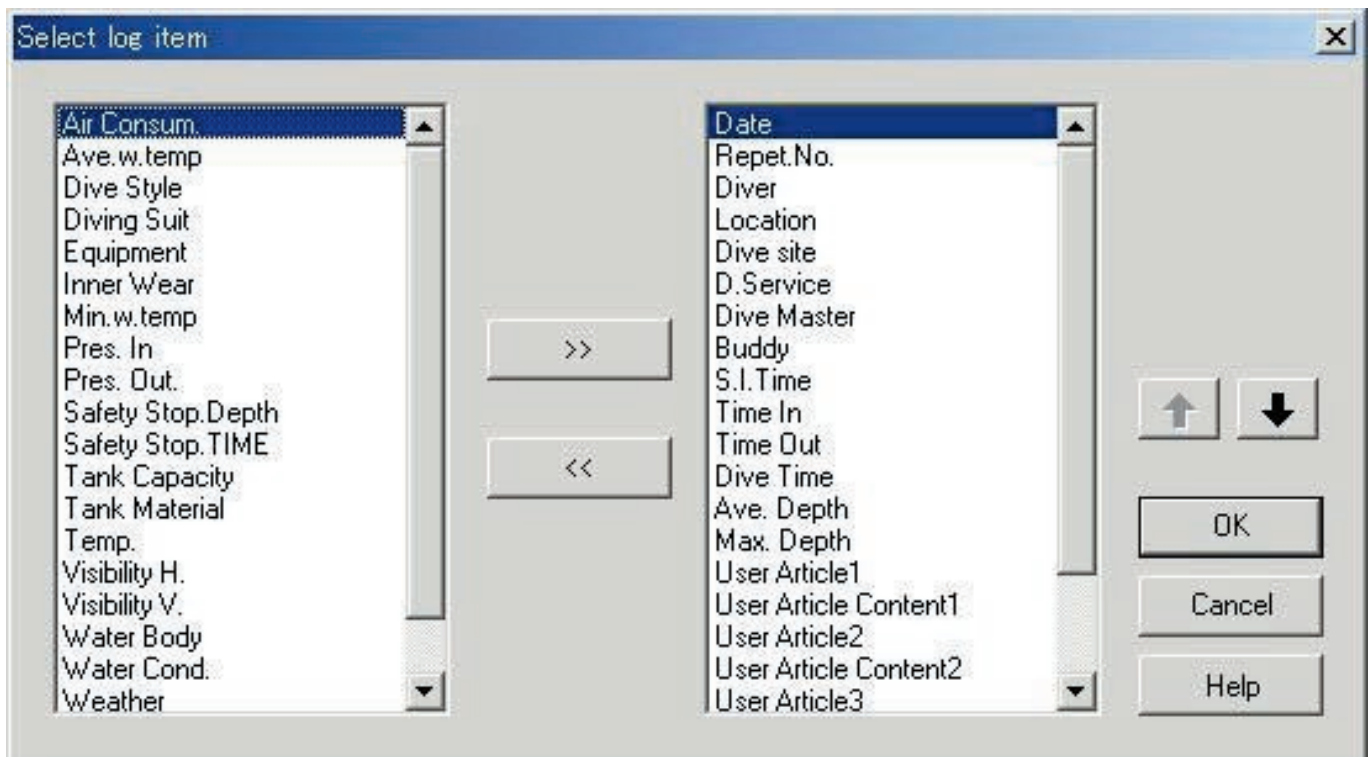 Select log item
Air Consum.
Ave.w.temp
Dive Style
Diving Suit
Equipment
Inner Wear
Min.w.temp
Pres. In
Pres. Out.
Safety Stop.Depth
Safety Stop.TIME
Tank Capacity
Tank Material
Temp.
Visibility H.
Visibility V.
Water Body
Water Cond.
Weather
>>
<<
Date
Repet.No.
Diver
Location
Dive site
D.Service
Dive Master
Buddy
S.I.Time
Time In
Time Out
Dive Time
Ave. Depth
Max. Depth
User Article1
User Article Content1
User Article2
User Article Content2
User Article3
OK
Cancel
Help